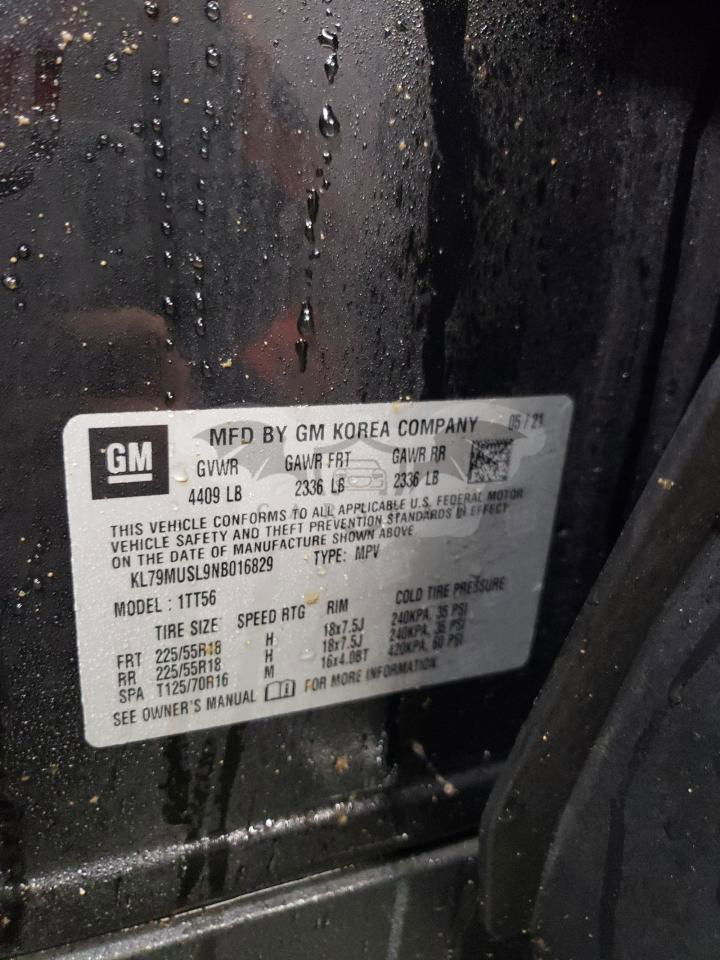 GM
MFD BY GM KOREA COMPANY 05/21
GVWR GAWR FRT GAWR RR
4409 LB 2336 LB 2336 LB
THIS VEHICLE CONFORMS TO ALL APPLICABLE U.S. FEDERAL MOTOR
VEHICLE SAFETY AND THEFT PREVENTION STANDARDS IN EFFECT
ON THE DATE OF MANUFACTURE SHOWN ABOVE
KL79MUSL9NB016829 TYPE: MPV
MODEL : 1TT56
TIRE SIZE SPEED RTG RIM COLD TIRE PRESSURE
FRT 225/55R18 H 18x7.5J 240KPA, 35 PSI
RR 225/55R18 H 18x7.5J 240KPA, 35 PSI
SPA T125/70R16 M 16x4.0BT 420KPA, 60 PSI
SEE OWNER'S MANUAL FOR MORE INFORMATION.